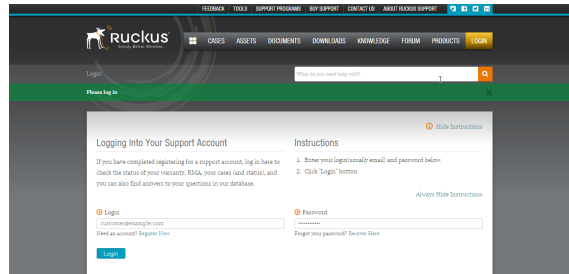 FEEDBACK TOOLS SUPPORT PROGRAMS BUY SUPPORT CONTACT US ABOUT RUCKUS SUPPORT
Ruckus
Simply Better Wireless.
CASES ASSETS DOCUMENTS DOWNLOADS KNOWLEDGE FORUM PRODUCTS LOGIN
Login
What do you need help with?
Please log in
Hide Instructions
Logging Into Your Support Account
If you have completed registering for a support account, log in here to
check the status of your warranty, RMA, your cases (and status), and
you can also find answers to your questions in our database.
Instructions
1. Enter your login(usually email) and password below.
2. Click "Login" button
Always Hide Instructions
Login
customer@example.com
Need an account? Register Now
Password
Forgot your password? Recover Here
Login